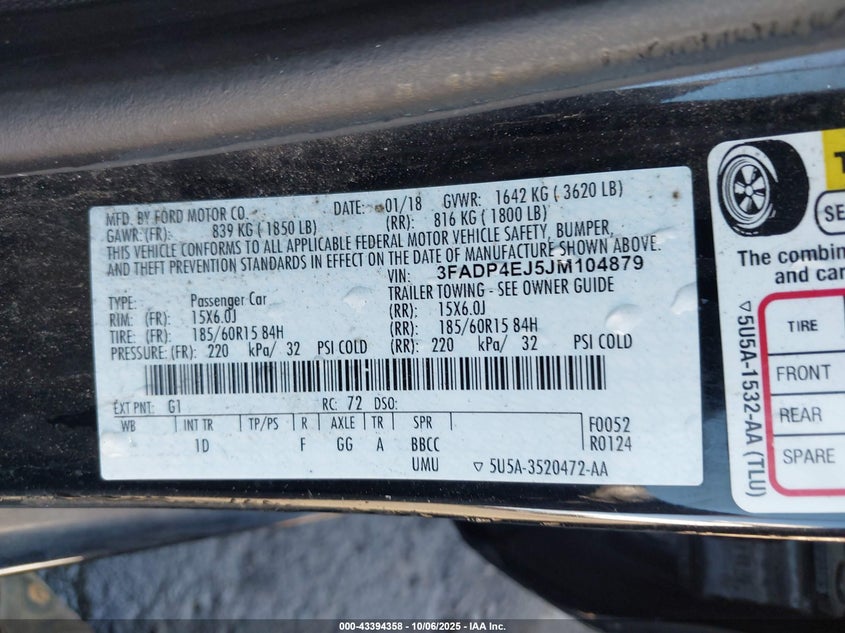 MFD. BY FORD MOTOR CO. DATE: 01/18 GVWR: 1642 KG ( 3620 LB)
GAWR: (FR): 839 KG ( 1850 LB) (RR): 816 KG ( 1800 LB)
THIS VEHICLE CONFORMS TO ALL APPLICABLE FEDERAL MOTOR VEHICLE SAFETY, BUMPER,
AND THEFT PREVENTION STANDARDS IN EFFECT ON THE DATE OF MANUFACTURE SHOWN ABOVE.
VIN: 3FADP4EJ5JM104879
TYPE: Passenger Car TRAILER TOWING - SEE OWNER GUIDE
RIM: (FR): 15X6.0J (RR): 15X6.0J
TIRE: (FR): 185/60R15 84H (RR): 185/60R15 84H
PRESSURE: (FR): 220 kPa/ 32 PSI COLD (RR): 220 kPa/ 32 PSI COLD
EXT PNT: G1 RC: 72 DSO:
WB INT TR TP/PS R AXLE TR SPR F0052
1D F GG A BBCC R0124
UMU ▽ 5U5A-3520472-AA
SE
The combin
and car
TIRE
FRONT
REAR
SPARE
▽5U5A-1532-AA (TLU)
000-43394358 - 10/06/2025 - IAA Inc.